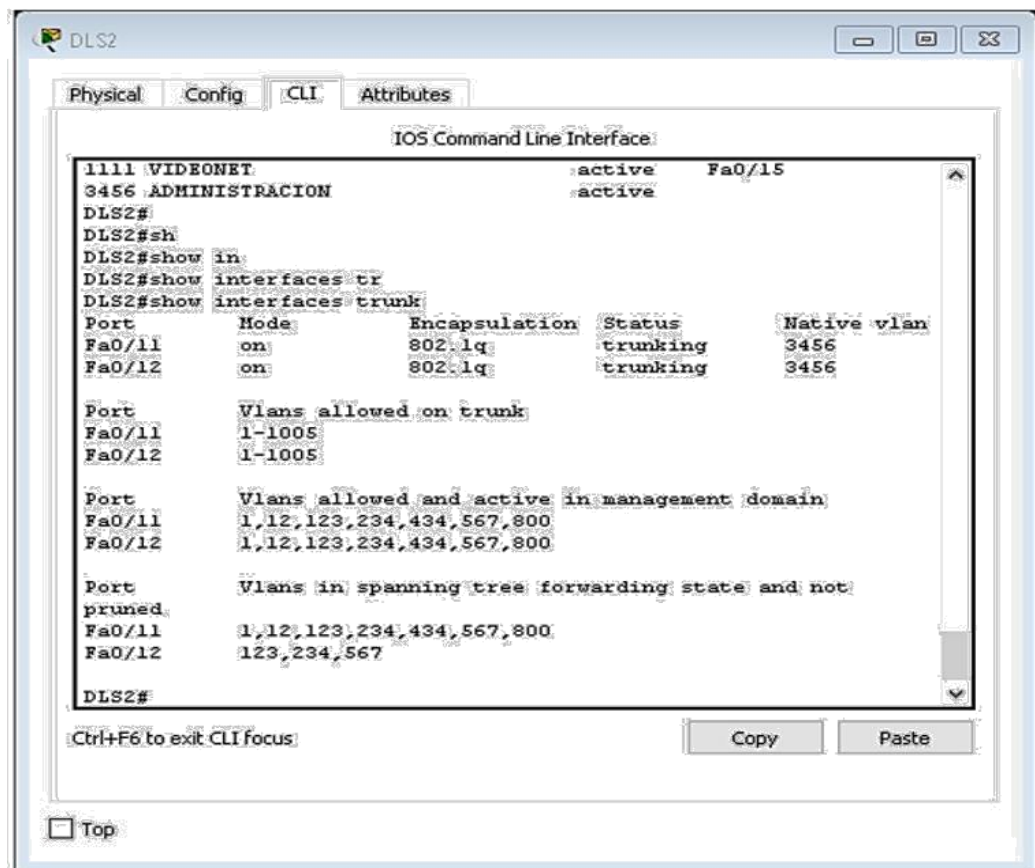 DLS2
Physical Config CLI Attributes
IOS Command Line Interface
1111 VIDEONET active Fa0/15
3456 ADMINISTRACION active
DLS2#
DLS2#sh
DLS2#show in
DLS2#show interfaces tr
DLS2#show interfaces trunk
Port Mode Encapsulation Status Native vlan
Fa0/11 on 802.1q trunking 3456
Fa0/12 on 802.1q trunking 3456
Port Vlans allowed on trunk
Fa0/11 1-1005
Fa0/12 1-1005
Port Vlans allowed and active in management domain
Fa0/11 1,12,123,234,434,567,800
Fa0/12 1,12,123,234,434,567,800
Port Vlans in spanning tree forwarding state and not
pruned
Fa0/11 1,12,123,234,434,567,800
Fa0/12 123,234,567
DLS2#
Ctrl+F6 to exit CLI focus Copy Paste
Top